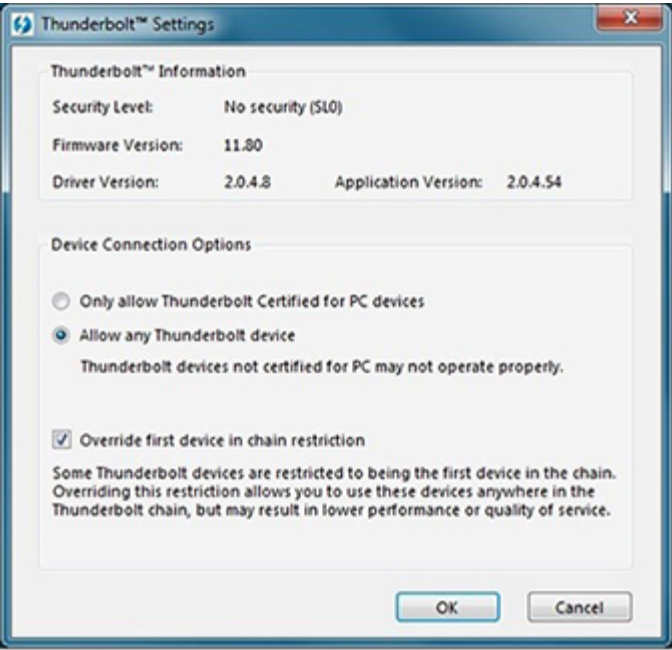 Thunderbolt™ Settings
Thunderbolt™ Information
Security Level: No security (SL0)
Firmware Version: 11.80
Driver Version: 2.0.4.8 Application Version: 2.0.4.54
Device Connection Options
Only allow Thunderbolt Certified for PC devices
Allow any Thunderbolt device
Thunderbolt devices not certified for PC may not operate properly.
Override first device in chain restriction
Some Thunderbolt devices are restricted to being the first device in the chain.
Overriding this restriction allows you to use these devices anywhere in the
Thunderbolt chain, but may result in lower performance or quality of service.
OK Cancel